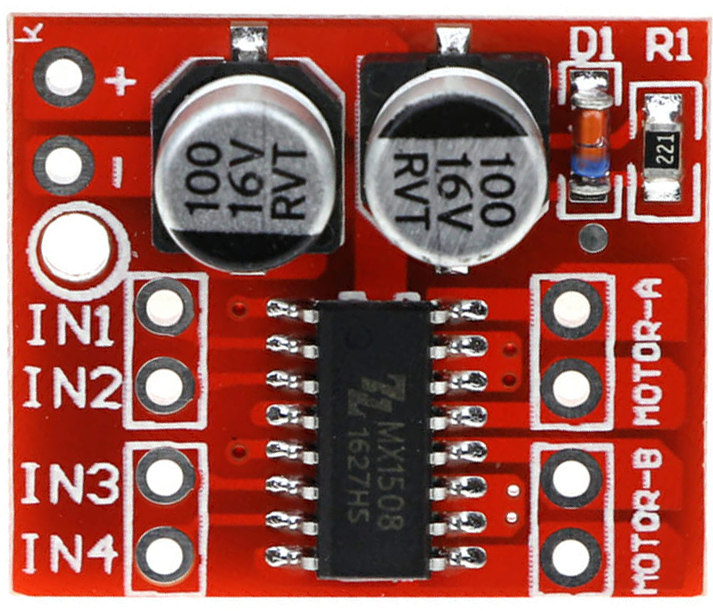 K
D1
R1
+
-
100
16V
RVT
100
16V
RVT
221
IN1
IN2
IN3
IN4
MX1508
1627HS
MOTOR-A
MOTOR-B